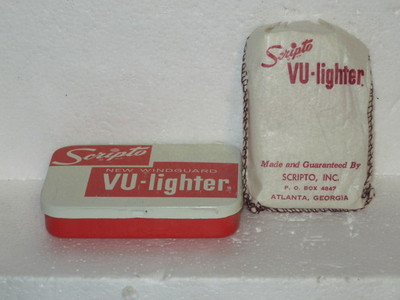 Scripto
NEW WINDGUARD
VU-lighter
Scripto
VU-lighter
Made and Guaranteed By
SCRIPTO, INC.
P. O. BOX 4847
ATLANTA, GEORGIA